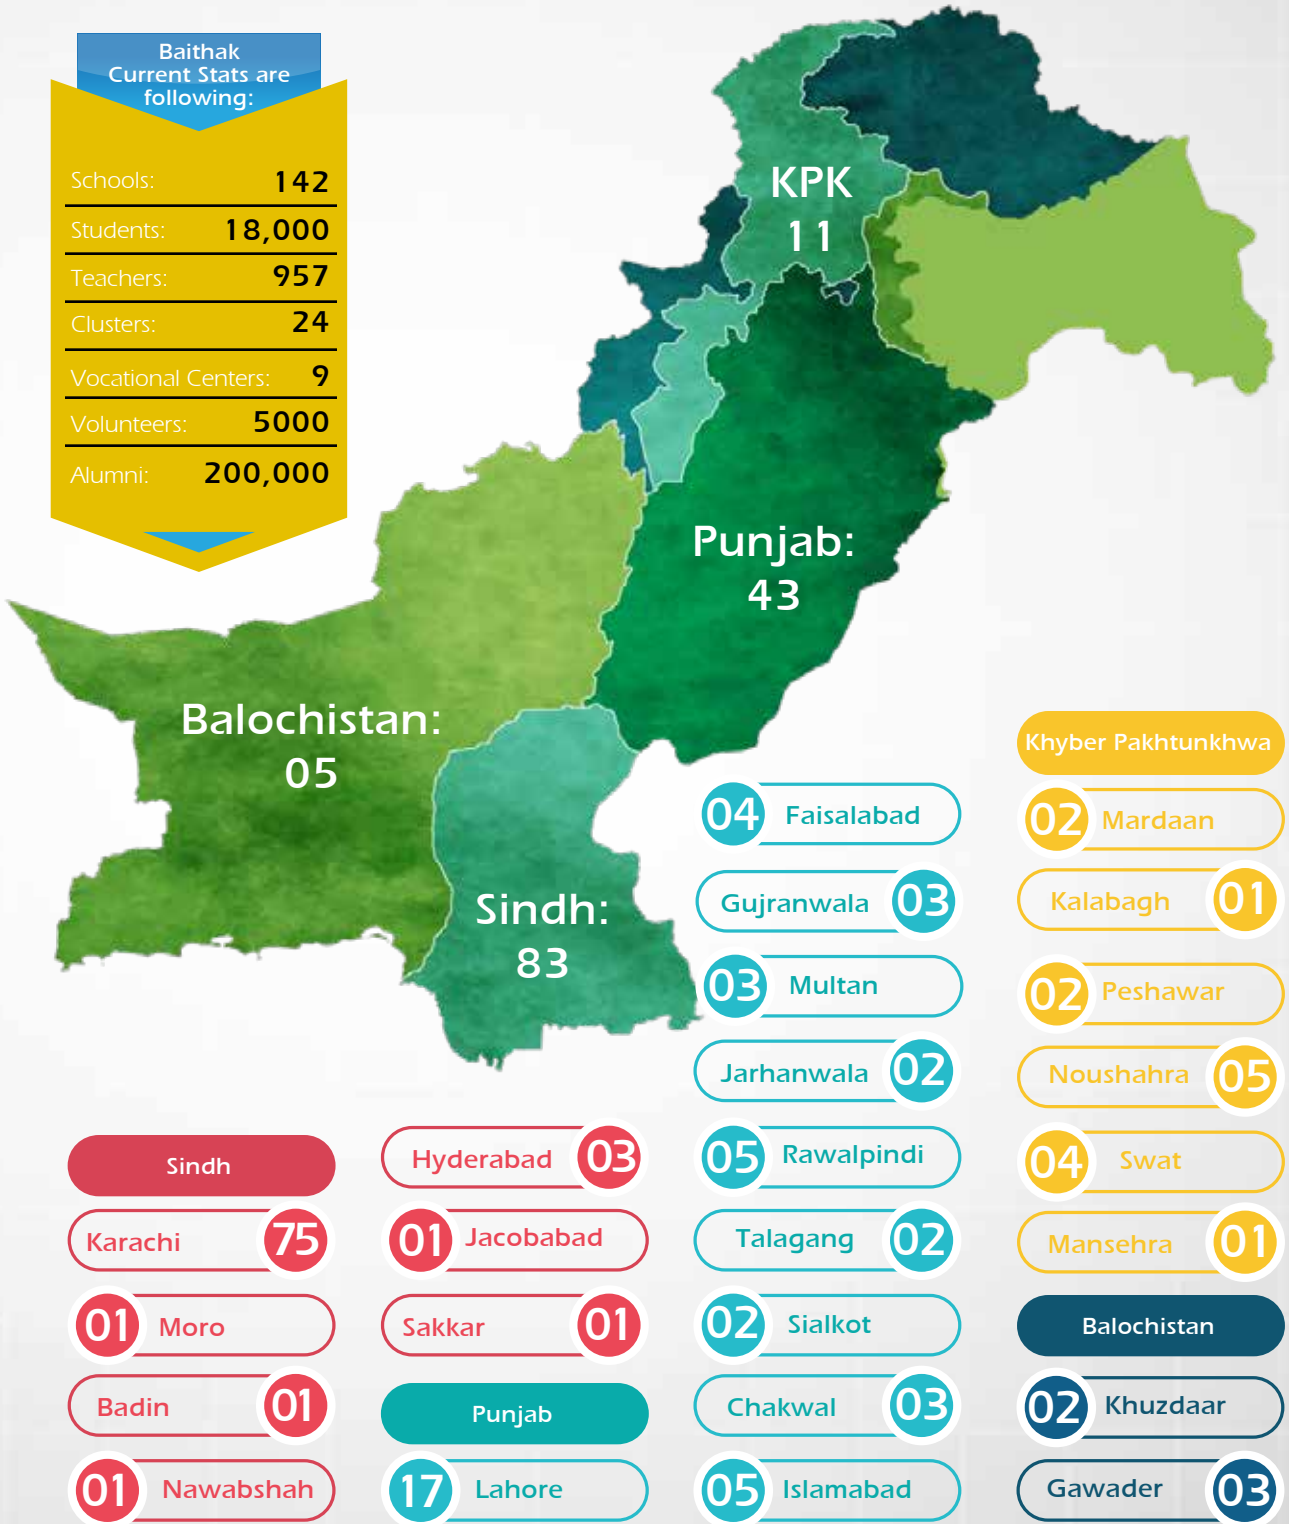 Baithak
Current Stats are
following:
Schools: 142
Students: 18,000
Teachers: 957
Clusters: 24
Vocational Centers: 9
Volunteers: 5000
Alumni: 200,000
KPK
11
Punjab:
43
Balochistan:
05
Sindh:
83
Sindh
Karachi 75
01 Moro
Badin 01
01 Nawabshah
Hyderabad 03
01 Jacobabad
Sakkar 01
Punjab
17 Lahore
04 Faisalabad
Gujranwala 03
03 Multan
Jarhanwala 02
05 Rawalpindi
Talagang 02
02 Sialkot
Chakwal 03
05 Islamabad
Khyber Pakhtunkhwa
02 Mardaan
Kalabagh 01
02 Peshawar
Noushahra 05
04 Swat
Mansehra 01
Balochistan
02 Khuzdaar
Gawader 03